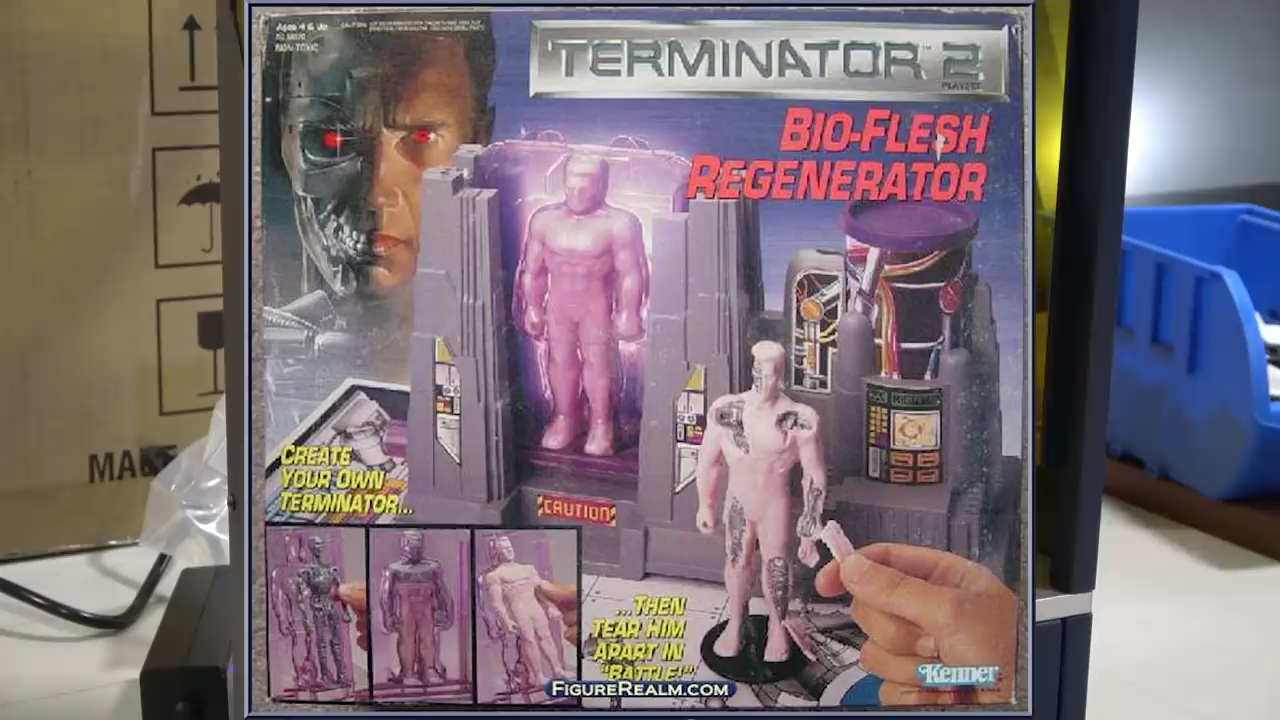 Ages 4 & Up
NON-TOXIC
TERMINATOR 2
PLAYSET
BIO-FLESH
REGENERATOR
CREATE
YOUR OWN
TERMINATOR...
CAUTION
...THEN
TEAR HIM
APART IN
"BATTLE!"
Kenner
FIGUREREALM.COM